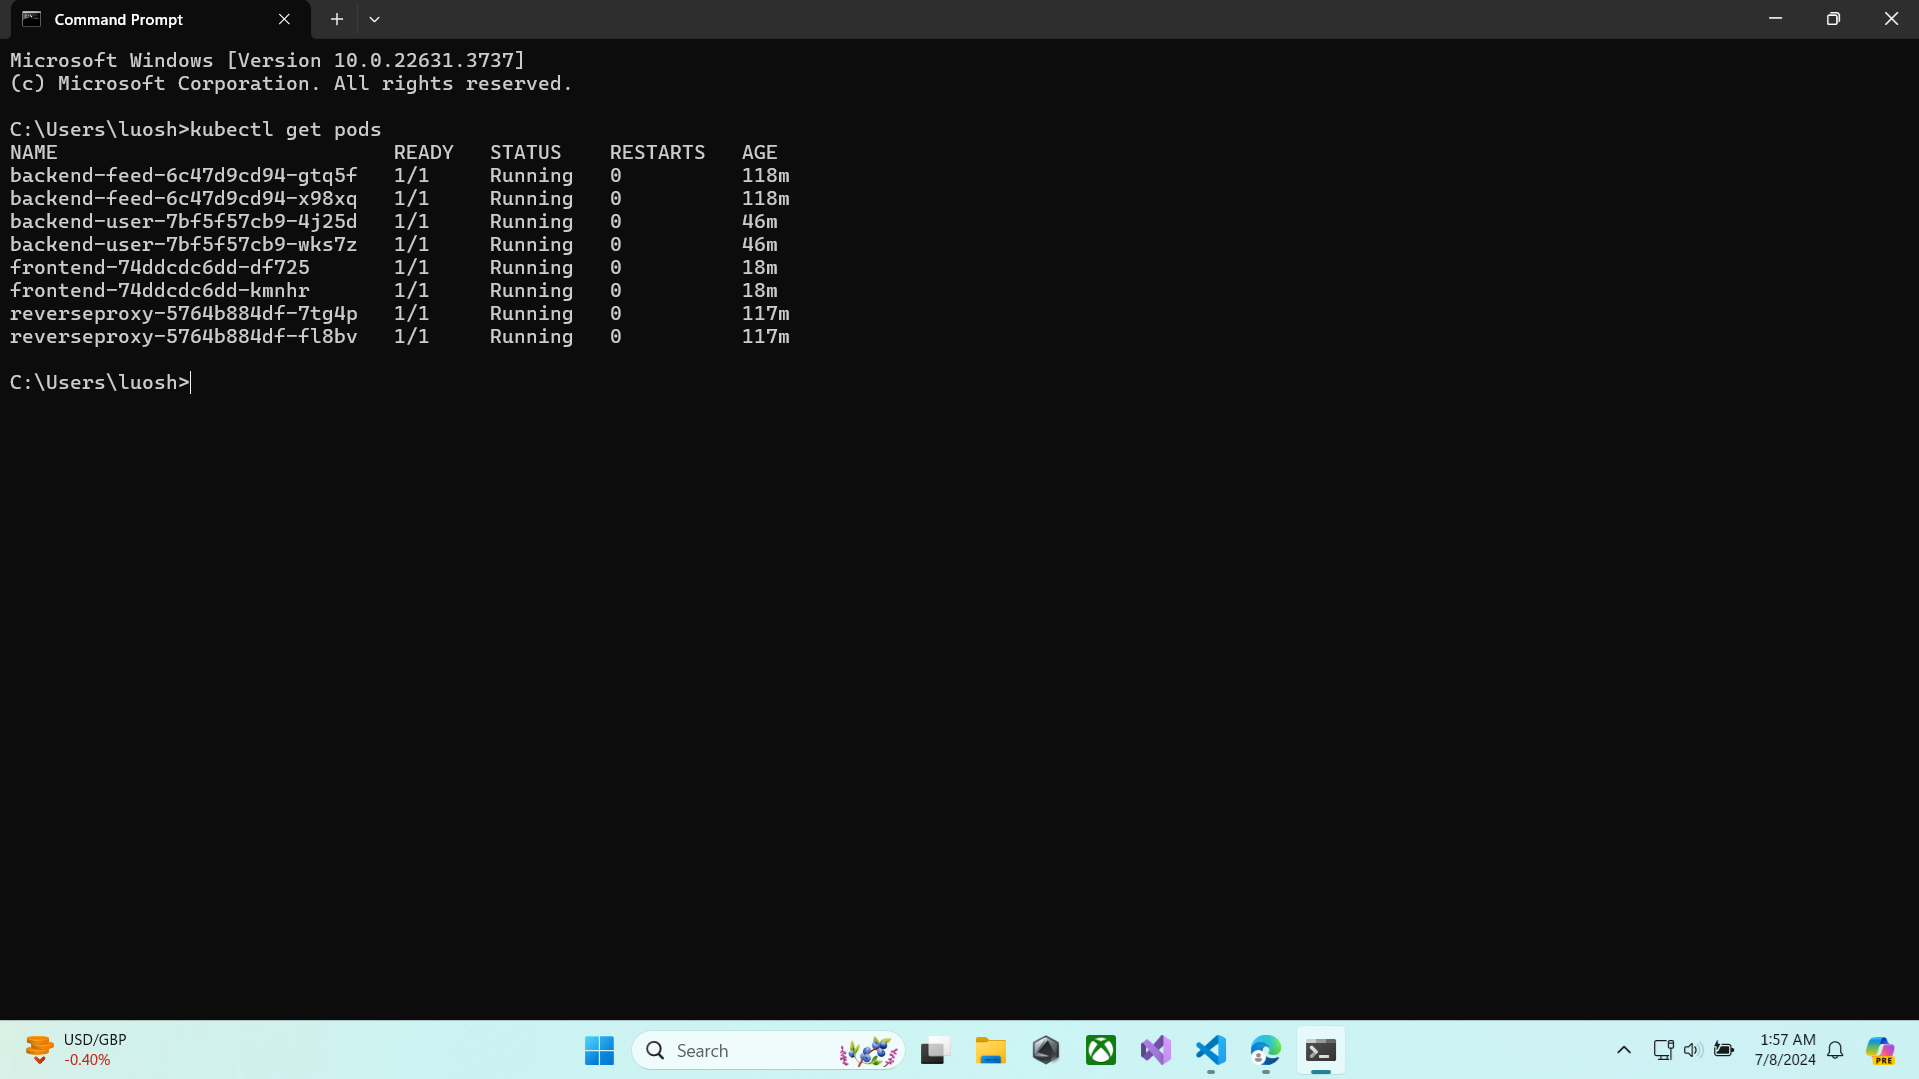 Command Prompt
Microsoft Windows [Version 10.0.22631.3737]
(c) Microsoft Corporation. All rights reserved.
C:\Users\luosh>kubectl get pods
NAME READY STATUS RESTARTS AGE
backend-feed-6c47d9cd94-gtq5f 1/1 Running 0 118m
backend-feed-6c47d9cd94-x98xq 1/1 Running 0 118m
backend-user-7bf5f57cb9-4j25d 1/1 Running 0 46m
backend-user-7bf5f57cb9-wks7z 1/1 Running 0 46m
frontend-74ddcdc6dd-df725 1/1 Running 0 18m
frontend-74ddcdc6dd-kmnhr 1/1 Running 0 18m
reverseproxy-5764b884df-7tg4p 1/1 Running 0 117m
reverseproxy-5764b884df-fl8bv 1/1 Running 0 117m
C:\Users\luosh>
USD/GBP
-0.40%
Search
1:57 AM
7/8/2024
PRE